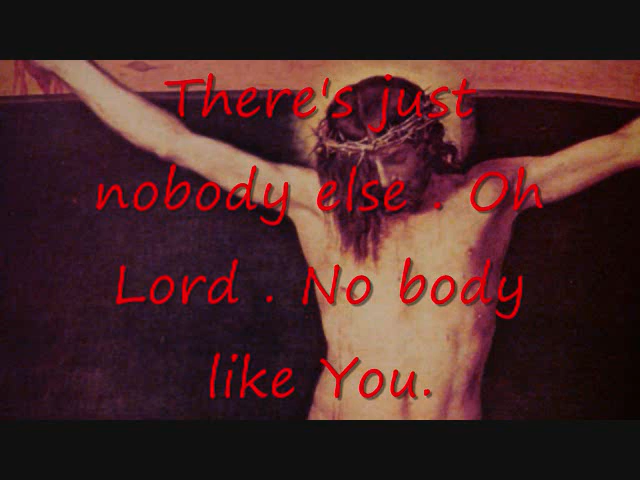 There's just
nobody else . Oh
Lord . No body
like You.